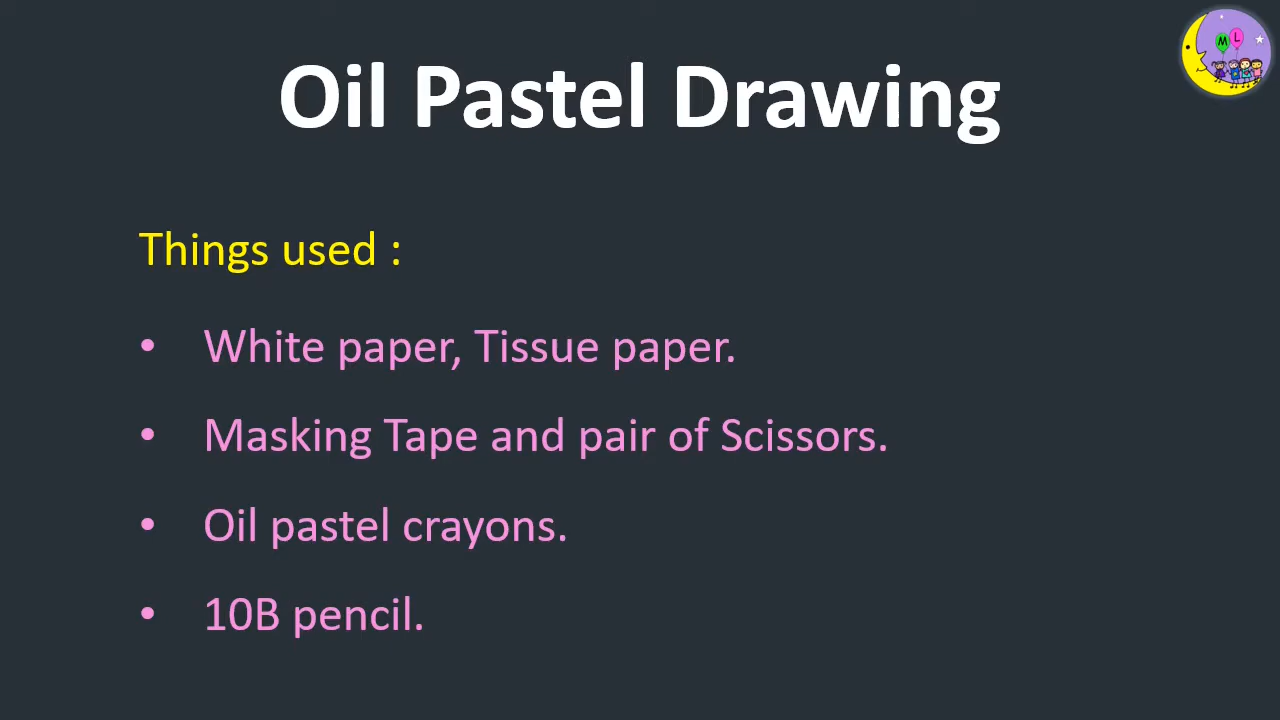 M L
Oil Pastel Drawing
Things used :
• White paper, Tissue paper.
• Masking Tape and pair of Scissors.
• Oil pastel crayons.
• 10B pencil.